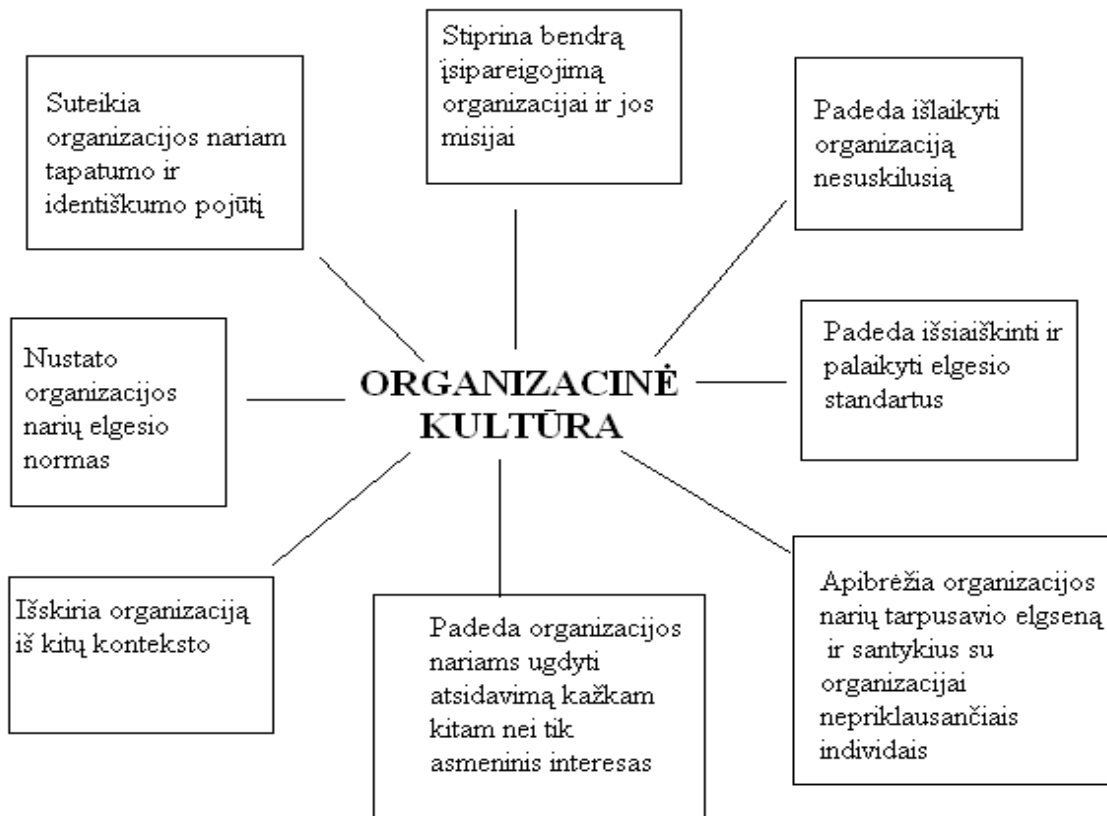 Stiprina bendrą
įsipareigojimą
organizacijai ir jos
misijai
Suteikia
organizacijos nariam
tapatumo ir
identiškumo pojūtį
Padeda išlaikyti
organizaciją
nesuskilusią
Nustato
organizacijos
narių elgesio
normas
ORGANIZACINĖ
KULTŪRA
Padeda išsiaiškinti ir
palaikyti elgesio
standartus
Išskiria organizaciją
iš kitų konteksto
Padeda organizacijos
nariams ugdyti
atsidavimą kažkam
kitam nei tik
asmeninis interesas
Apibrėžia organizacijos
narių tarpusavio elgseną
ir santykius su
organizacijai
nepriklausančiais
individais